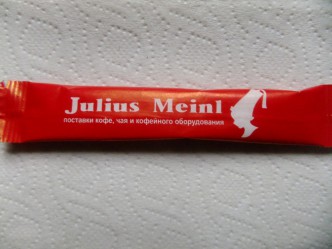 Julius Meinl
поставки кофе, чая и кофейного оборудования